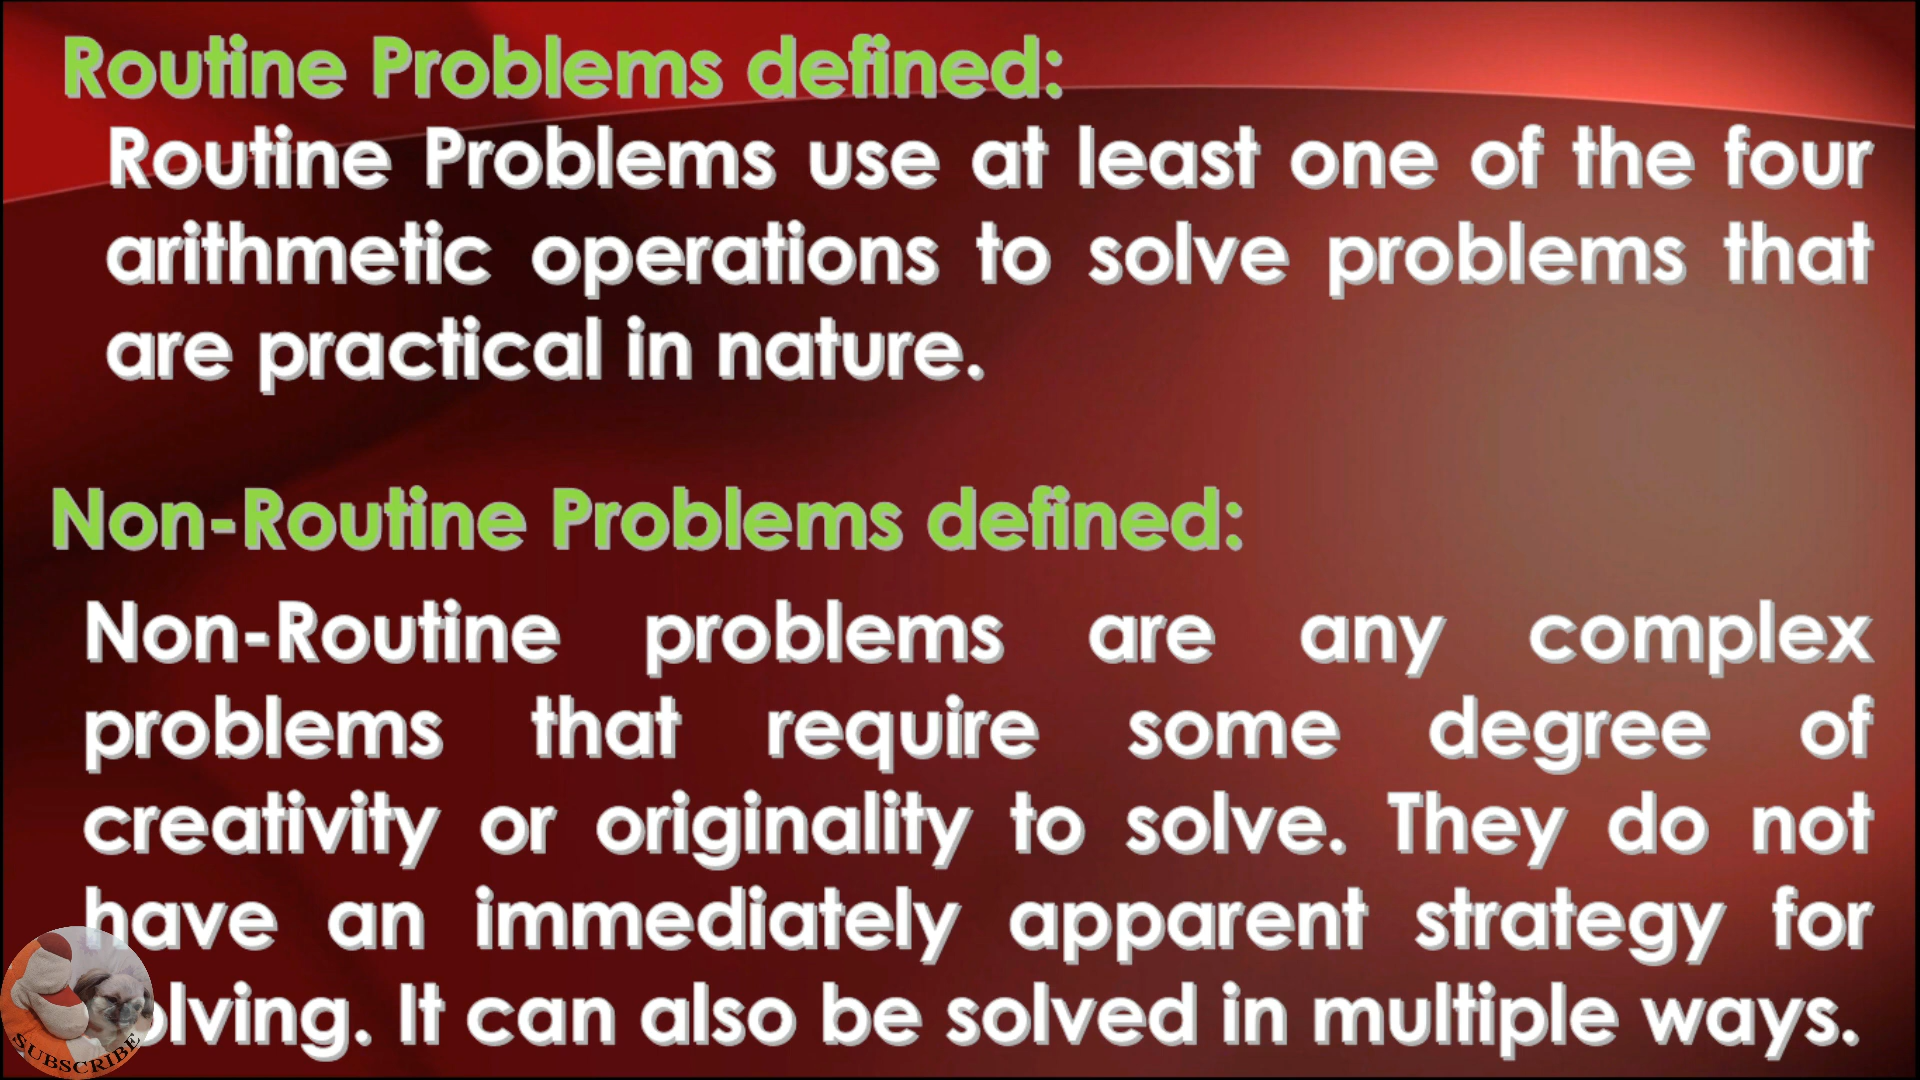 Routine Problems defined:
Routine Problems use at least one of the four
arithmetic operations to solve problems that
are practical in nature.
Non-Routine Problems defined:
Non-Routine problems are any complex
problems that require some degree of
creativity or originality to solve. They do not
have an immediately apparent strategy for
solving. It can also be solved in multiple ways.
SUBSCRIBE